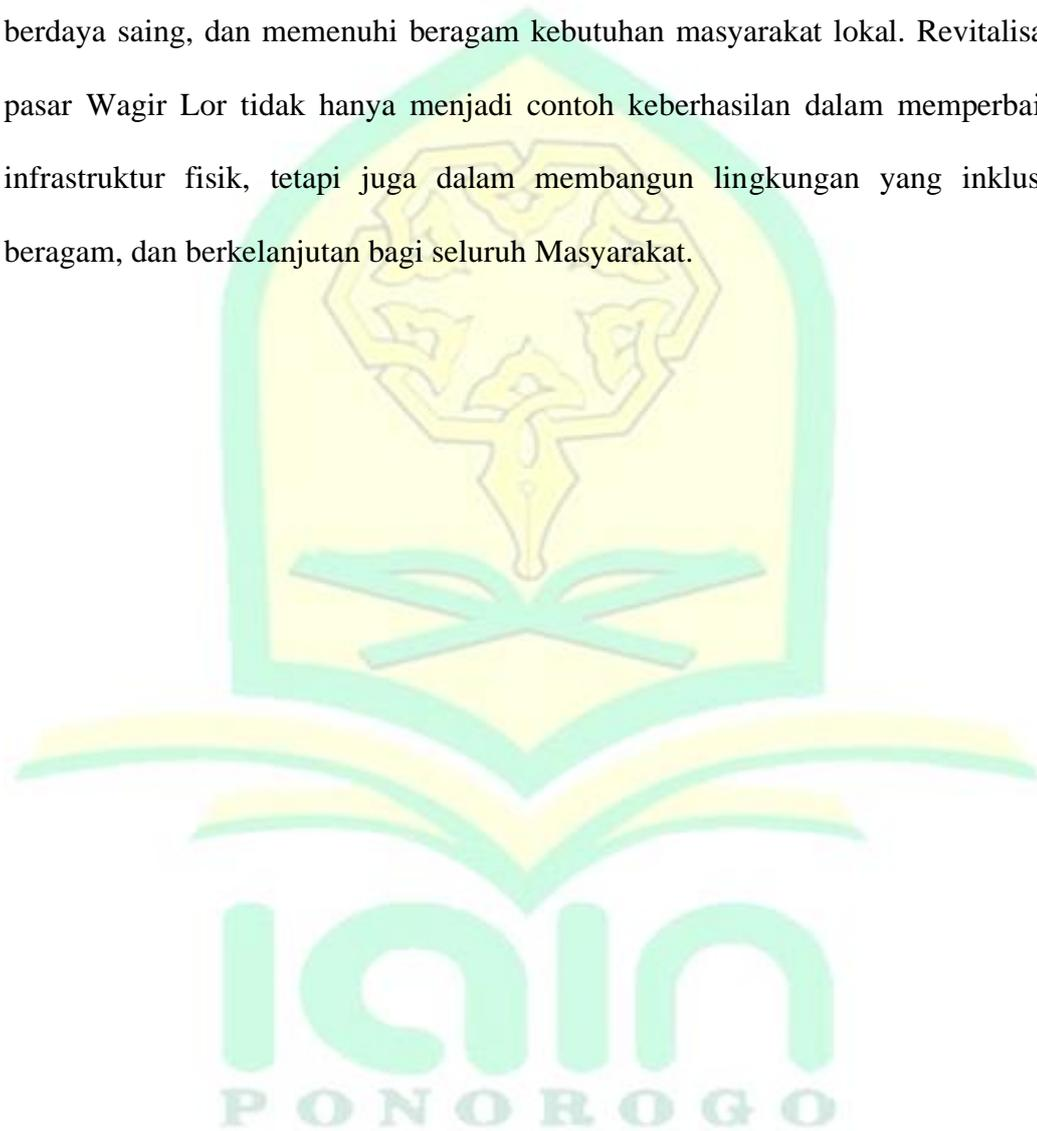 berdaya saing, dan memenuhi beragam kebutuhan masyarakat lokal. Revitalisa
pasar Wagir Lor tidak hanya menjadi contoh keberhasilan dalam memperbai
infrastruktur fisik, tetapi juga dalam membangun lingkungan yang inklus
beragam, dan berkelanjutan bagi seluruh Masyarakat.
iain
PONOROGO